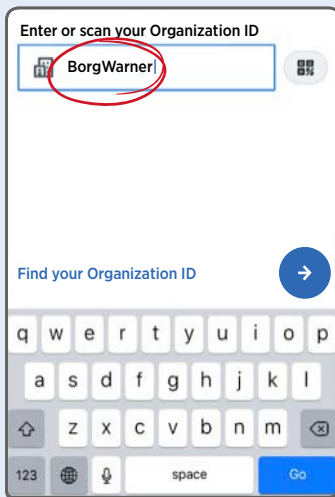 Enter or scan your Organization ID
BorgWarner
Find your Organization ID
q w e r t y u i o p
a s d f g h j k l
z x c v b n m
123 space Go